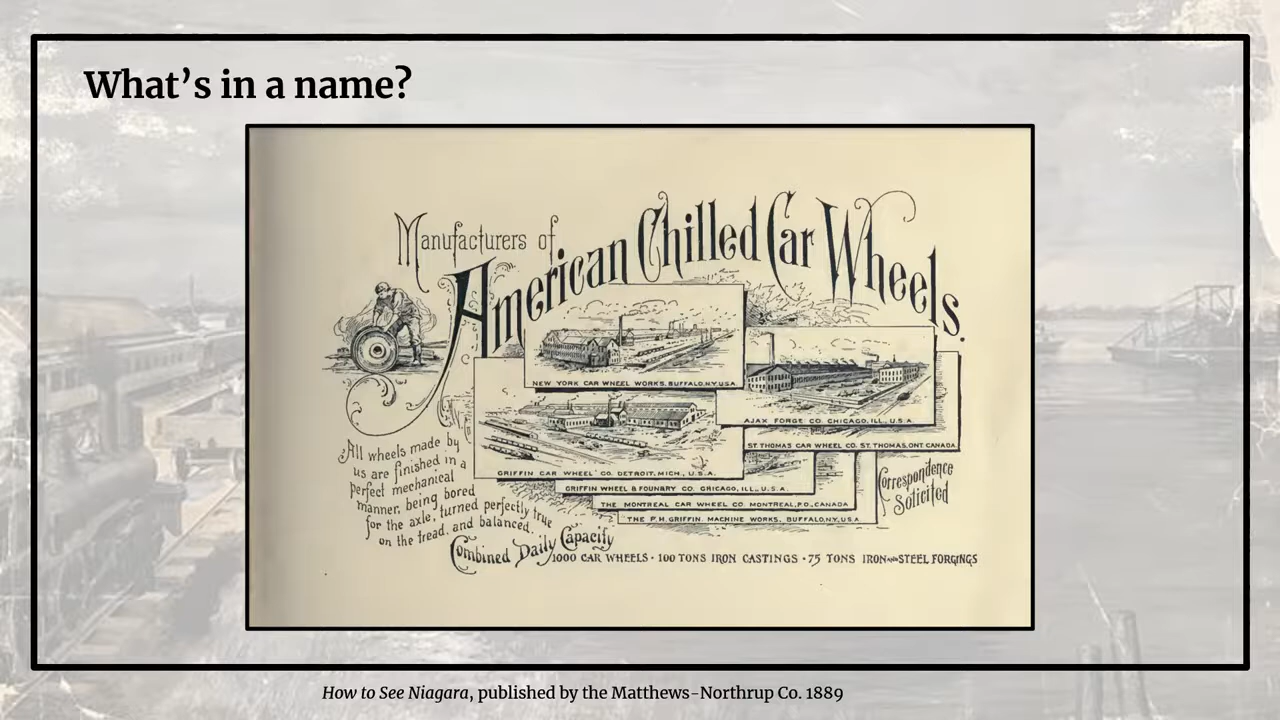 What's in a name?
Manufacturers of
American Chilled Car Wheels.
NEW YORK CAR WHEEL WORKS, BUFFALO, N.Y. U.S.A.
AJAX FORGE CO. CHICAGO, ILL., U.S.A.
ST. THOMAS CAR WHEEL CO. ST. THOMAS, ONT. CANADA.
GRIFFIN CAR WHEEL CO. DETROIT, MICH., U.S.A.
GRIFFIN WHEEL & FOUNRY CO. CHICAGO, ILL., U.S.A.
THE MONTREAL CAR WHEEL CO. MONTREAL, P.Q., CANADA
THE P. H. GRIFFIN. MACHINE WORKS, BUFFALO, N.Y., U.S.A.
All wheels made by
us are finished in a
perfect mechanical
manner, being bored
for the axle, turned perfectly true
on the tread, and balanced.
Correspondence
Solicited
Combined Daily Capacity
1000 CAR WHEELS · 100 TONS IRON CASTINGS · 75 TONS IRON AND STEEL FORGINGS
How to See Niagara, published by the Matthews-Northrup Co. 1889